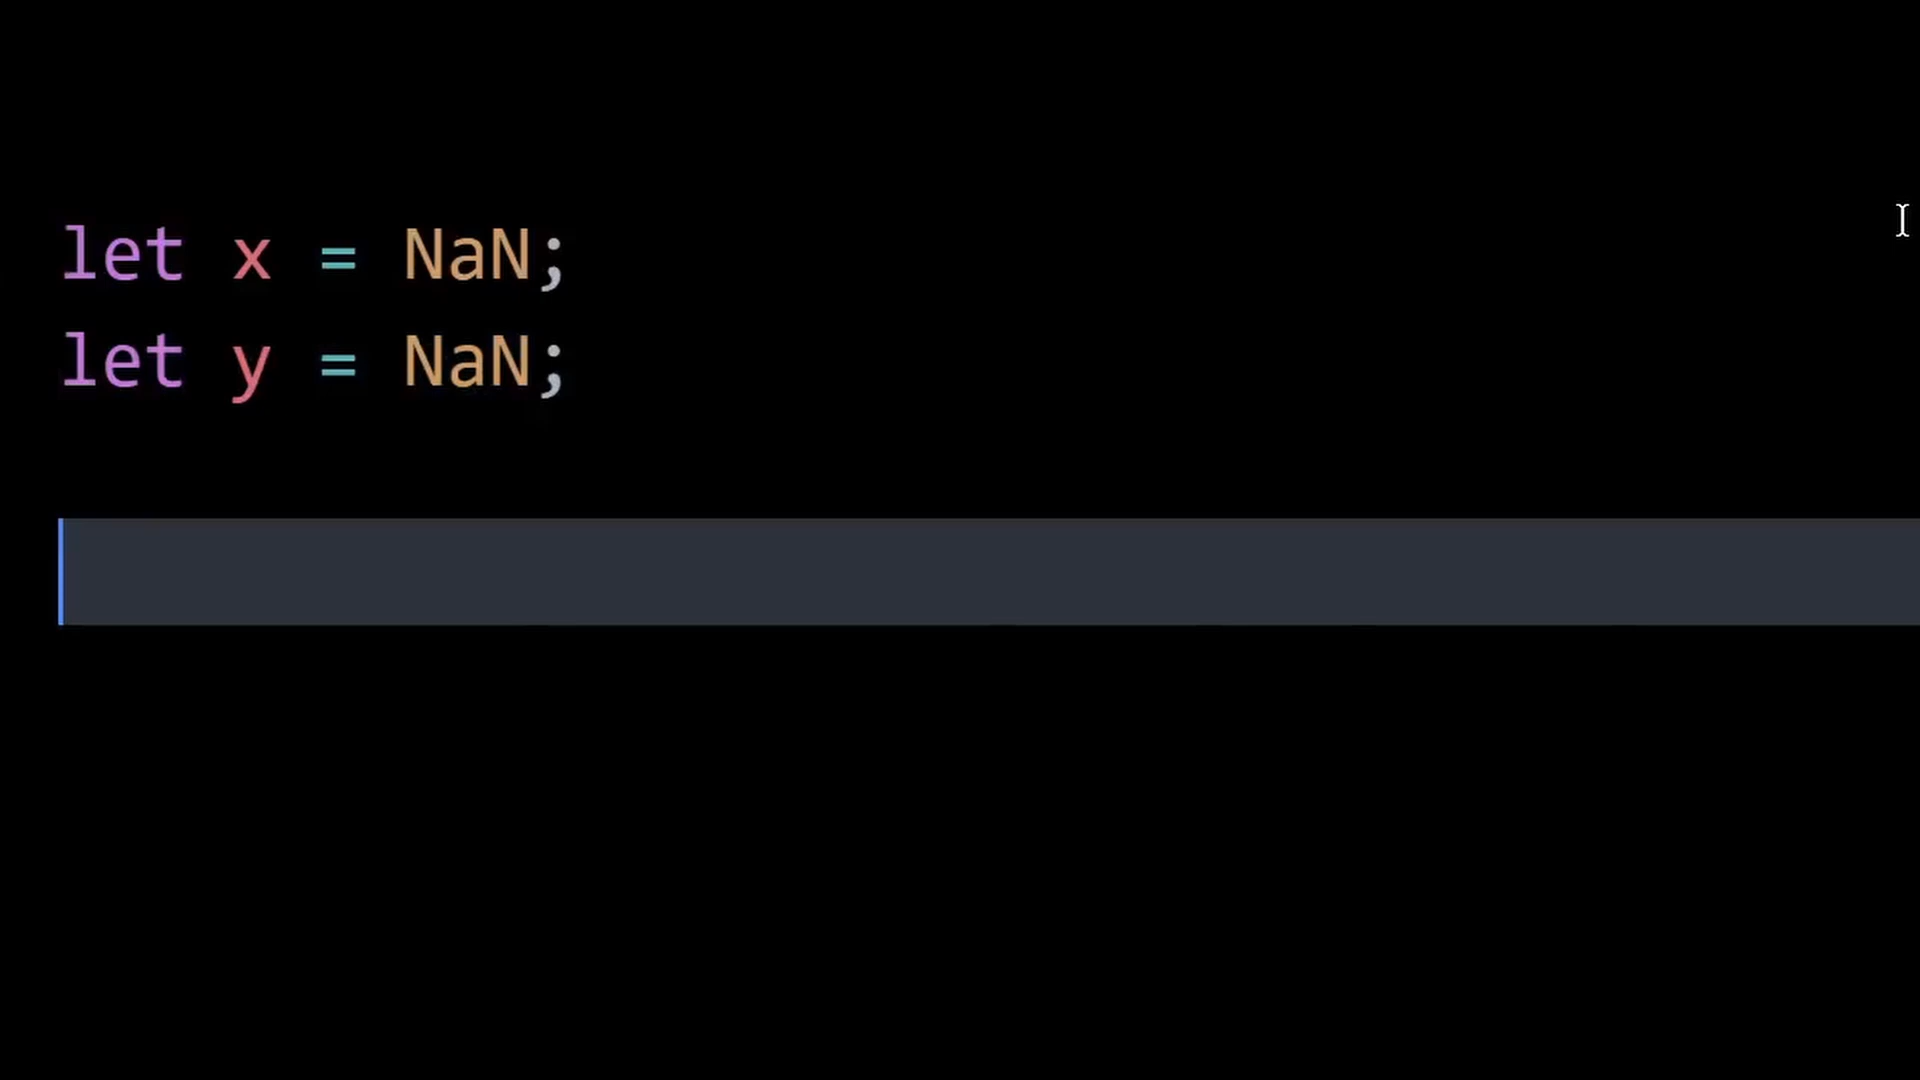 let x = NaN;
let y = NaN;